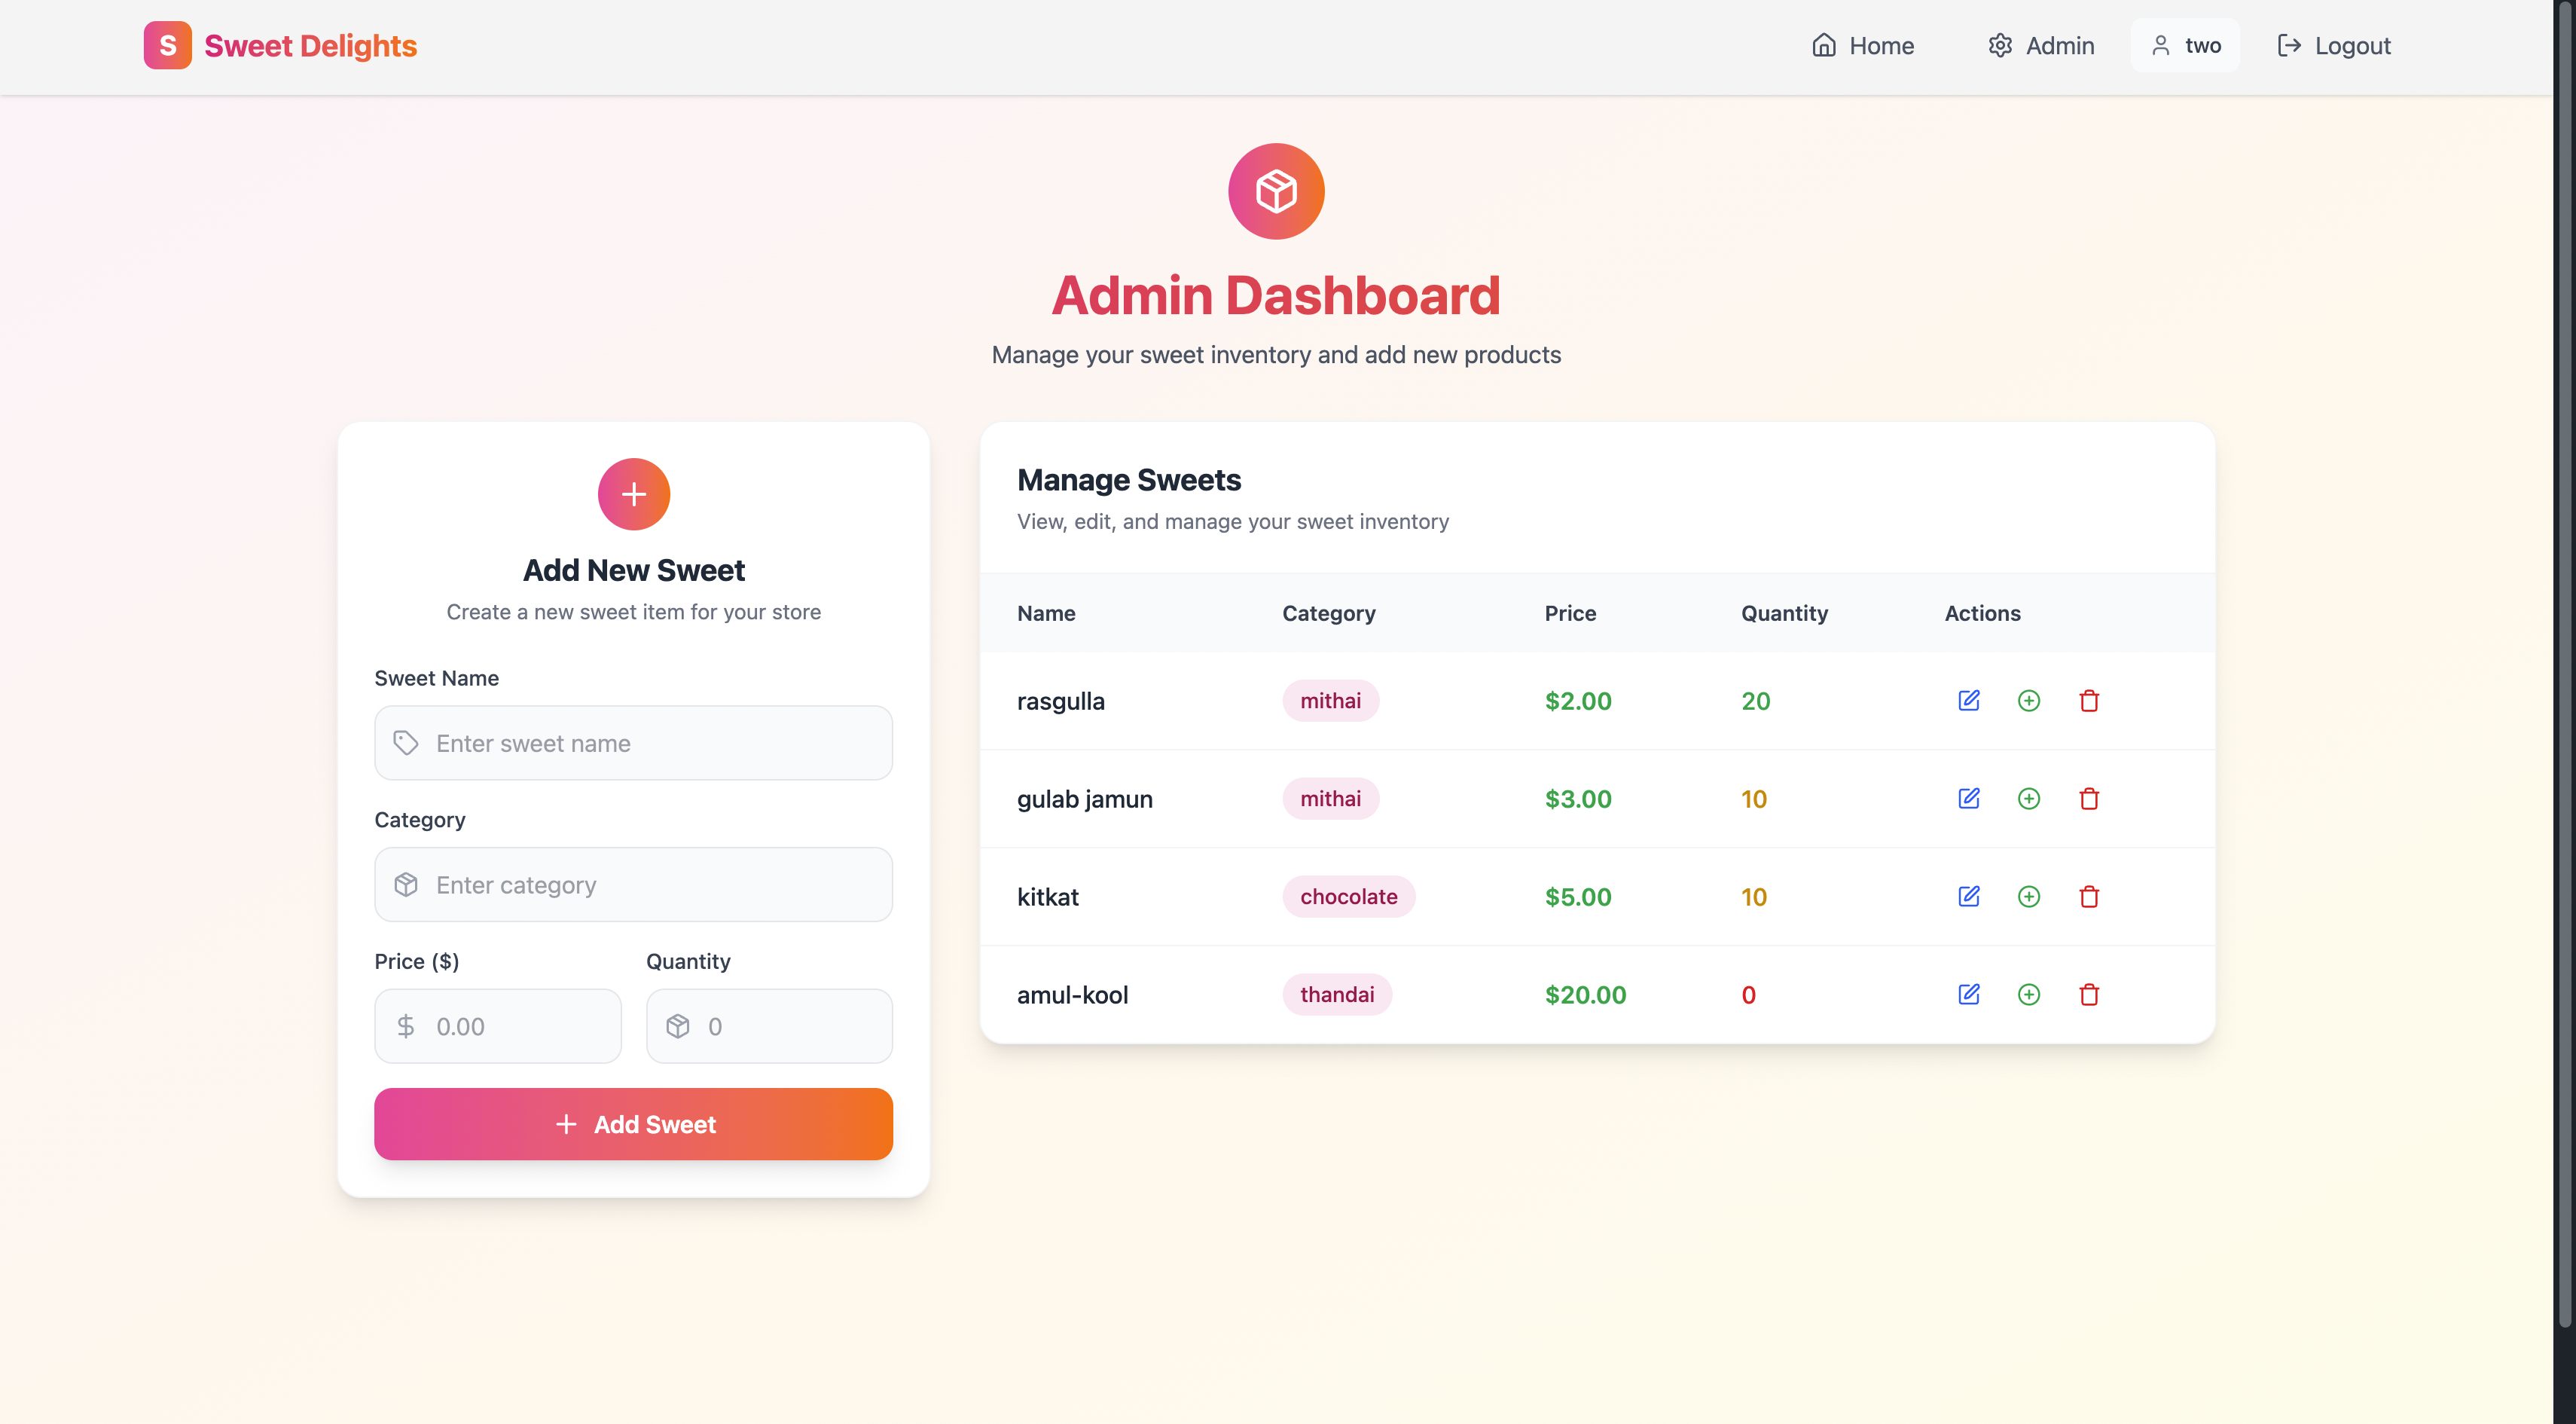 S Sweet Delights
Home Admin two Logout
Admin Dashboard
Manage your sweet inventory and add new products
Add New Sweet
Create a new sweet item for your store
Sweet Name
Enter sweet name
Category
Enter category
Price ($) Quantity
0.00 0
Add Sweet
Manage Sweets
View, edit, and manage your sweet inventory
Name Category Price Quantity Actions
rasgulla mithai $2.00 20
gulab jamun mithai $3.00 10
kitkat chocolate $5.00 10
amul-kool thandai $20.00 0